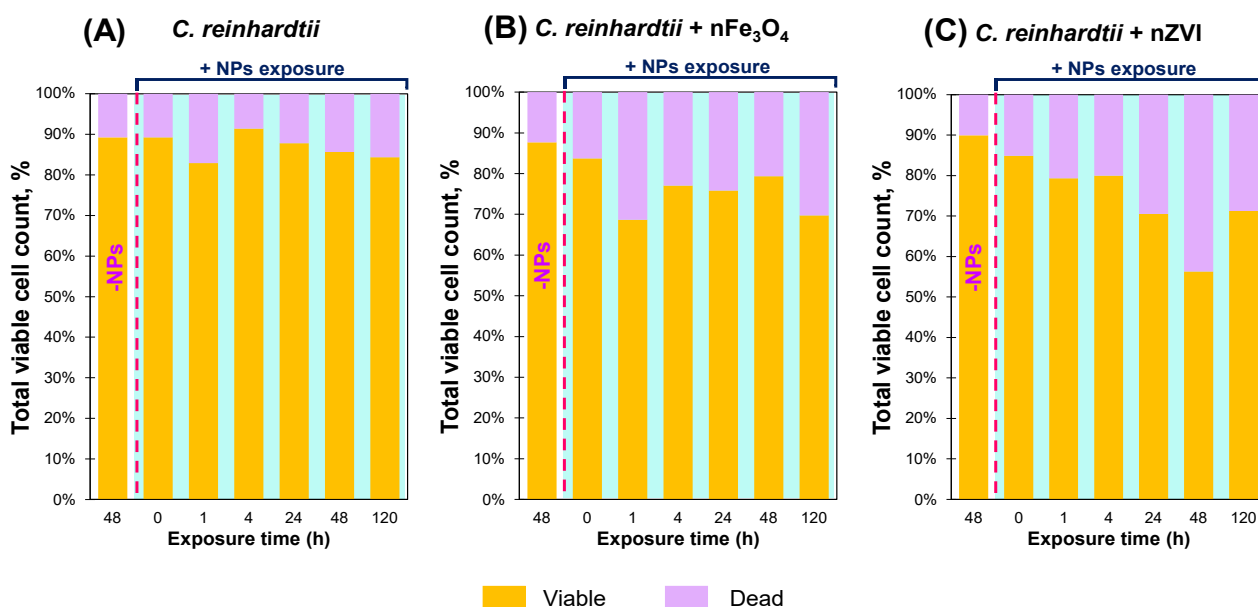 (A) C. reinhardtii
+ NPs exposure
Total viable cell count, %
100%
90%
80%
70%
60%
50%
40%
30%
20%
10%
0%
-NPs
48 0 1 4 24 48 120
Exposure time (h)
(B) C. reinhardtii + nFe₃O₄
+ NPs exposure
Total viable cell count, %
100%
90%
80%
70%
60%
50%
40%
30%
20%
10%
0%
-NPs
48 0 1 4 24 48 120
Exposure time (h)
(C) C. reinhardtii + nZVI
+ NPs exposure
Total viable cell count, %
100%
90%
80%
70%
60%
50%
40%
30%
20%
10%
0%
-NPs
48 0 1 4 24 48 120
Exposure time (h)
Viable Dead